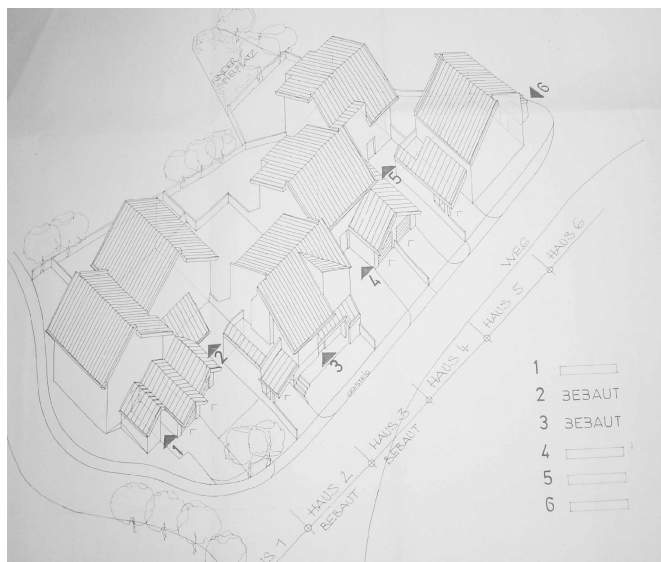 KINDER
SPIELPLATZ
6
5
4
3
2
1
WEG
HAUS 6
HAUS 5
HAUS 4
HAUS 3
BEBAUT
HAUS 2
BEBAUT
US 1
1
2 BEBAUT
3 BEBAUT
4
5
6